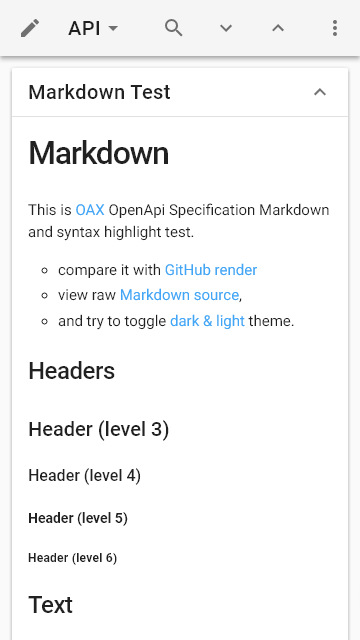 API
Markdown Test
Markdown
This is OAX OpenApi Specification Markdown
and syntax highlight test.
compare it with GitHub render
view raw Markdown source,
and try to toggle dark & light theme.
Headers
Header (level 3)
Header (level 4)
Header (level 5)
Header (level 6)
Text